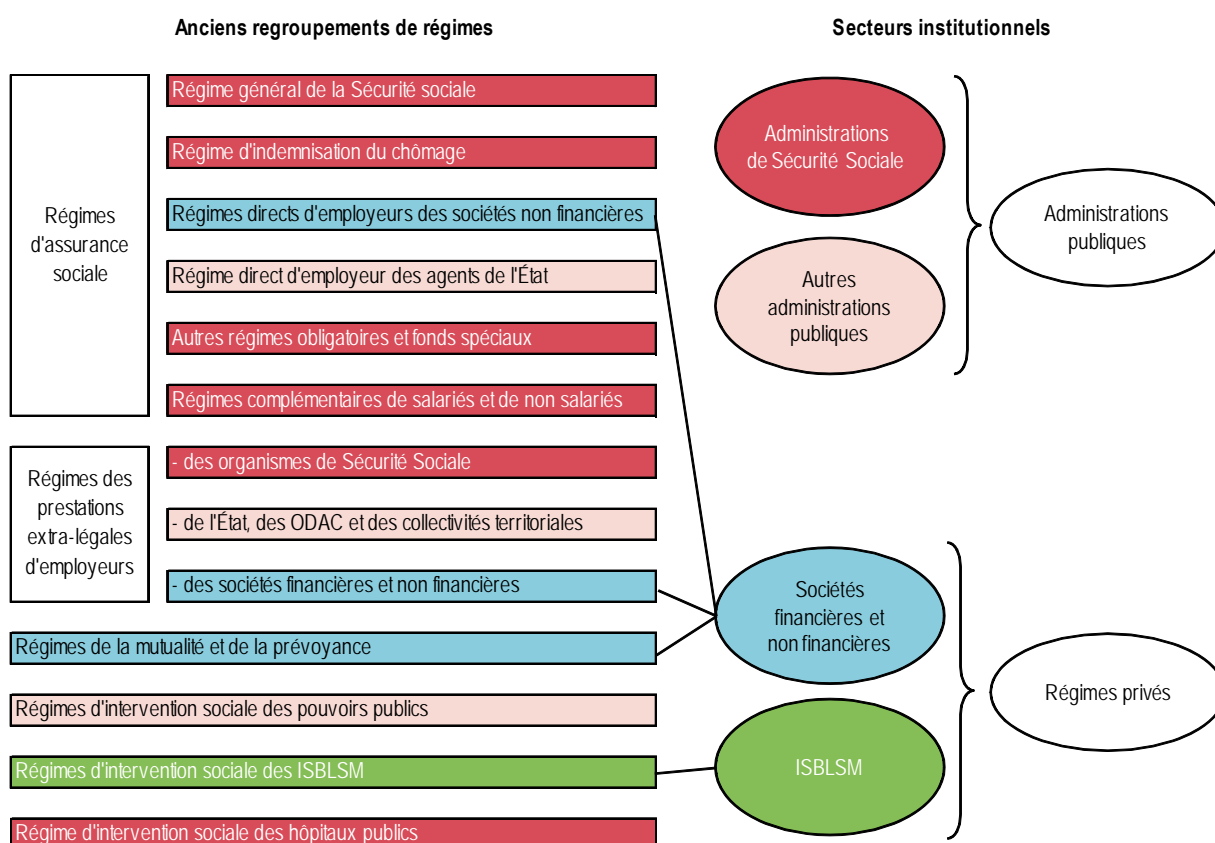 Anciens regroupements de régimes
Secteurs institutionnels
Régimes
d'assurance
sociale
Régime général de la Sécurité sociale
Régime d'indemnisation du chômage
Régimes directs d'employeurs des sociétés non financières
Régime direct d'employeur des agents de l'État
Autres régimes obligatoires et fonds spéciaux
Régimes complémentaires de salariés et de non salariés
Régimes des
prestations
extra-légales
d'employeurs
- des organismes de Sécurité Sociale
- de l'État, des ODAC et des collectivités territoriales
- des sociétés financières et non financières
Régimes de la mutualité et de la prévoyance
Régimes d'intervention sociale des pouvoirs publics
Régimes d'intervention sociale des ISBLSM
Régime d'intervention sociale des hôpitaux publics
Administrations
de Sécurité Sociale
Autres
administrations
publiques
Administrations
publiques
Sociétés
financières et
non financières
ISBLSM
Régimes privés